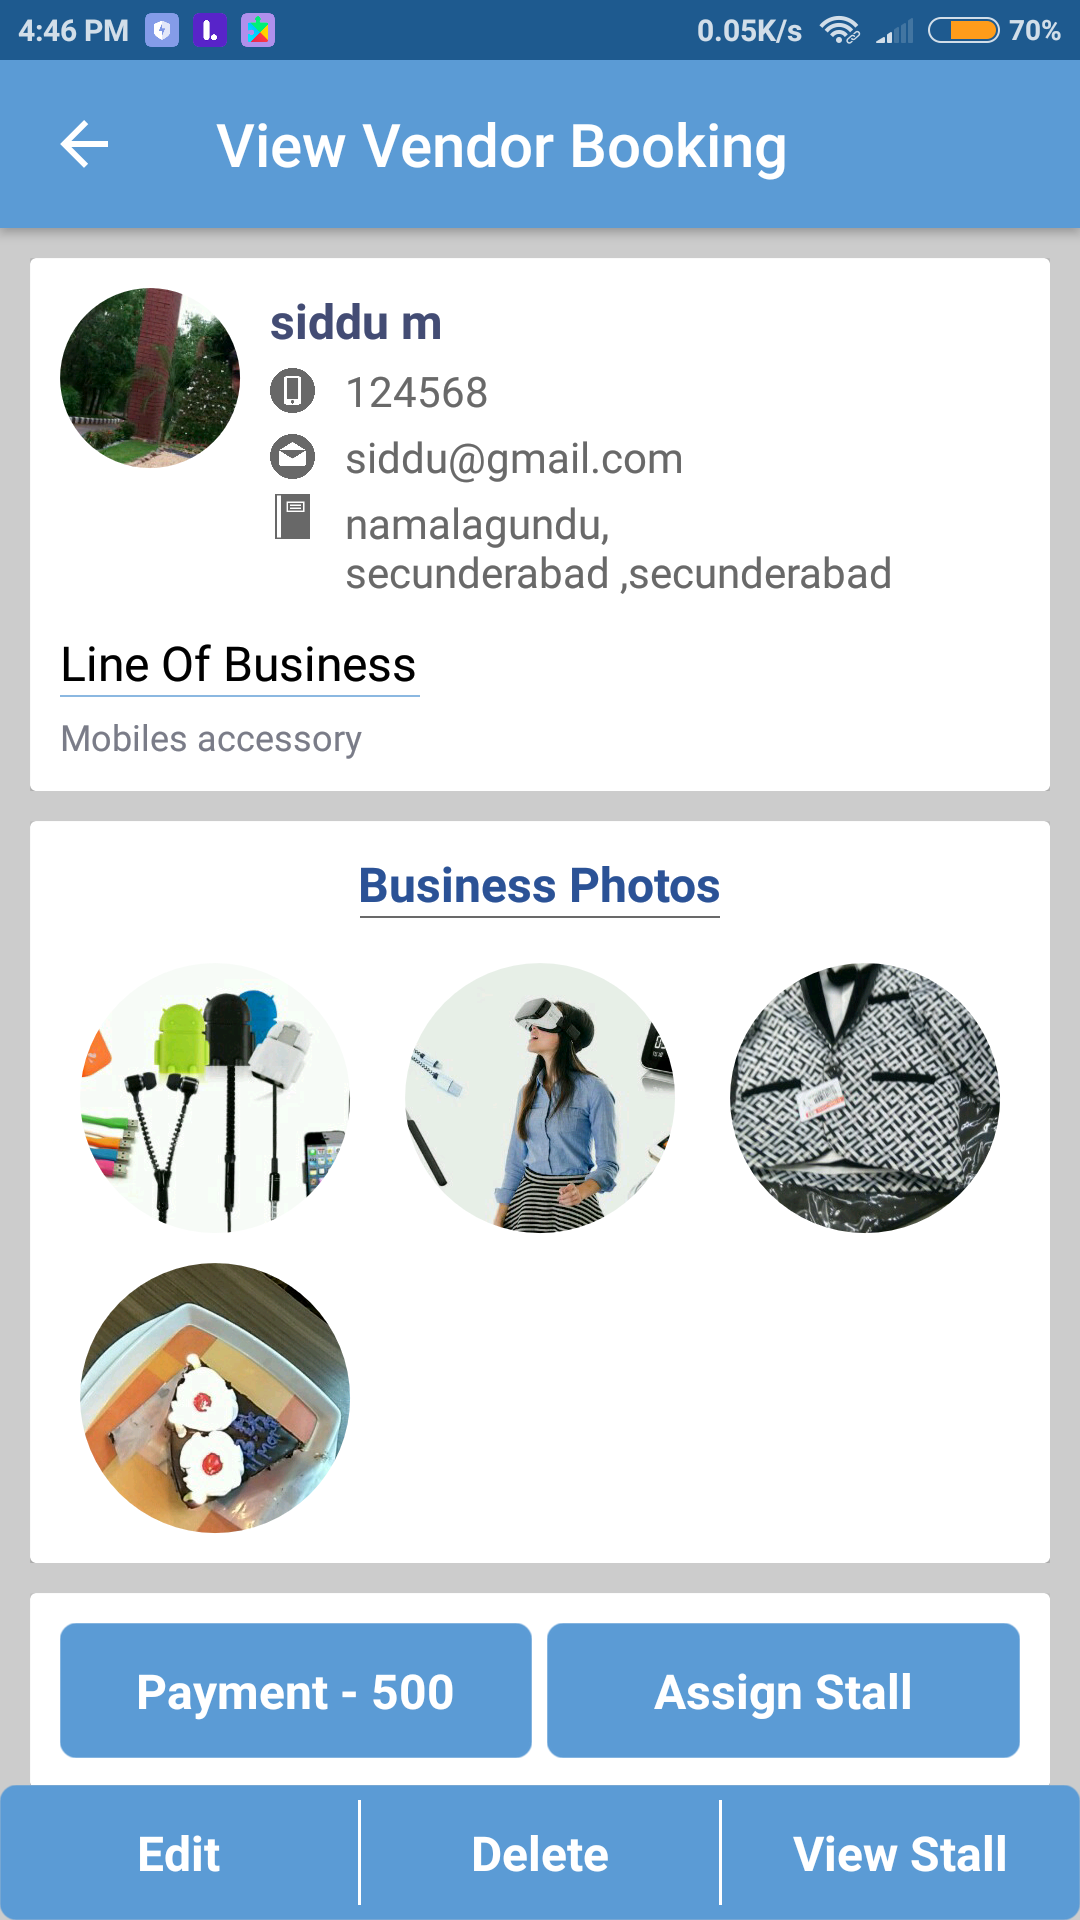 4:46 PM
0.05K/s
70%
View Vendor Booking
siddu m
124568
siddu@gmail.com
namalagundu,
secunderabad ,secunderabad
Line Of Business
Mobiles accessory
Business Photos
Payment - 500
Assign Stall
Edit
Delete
View Stall